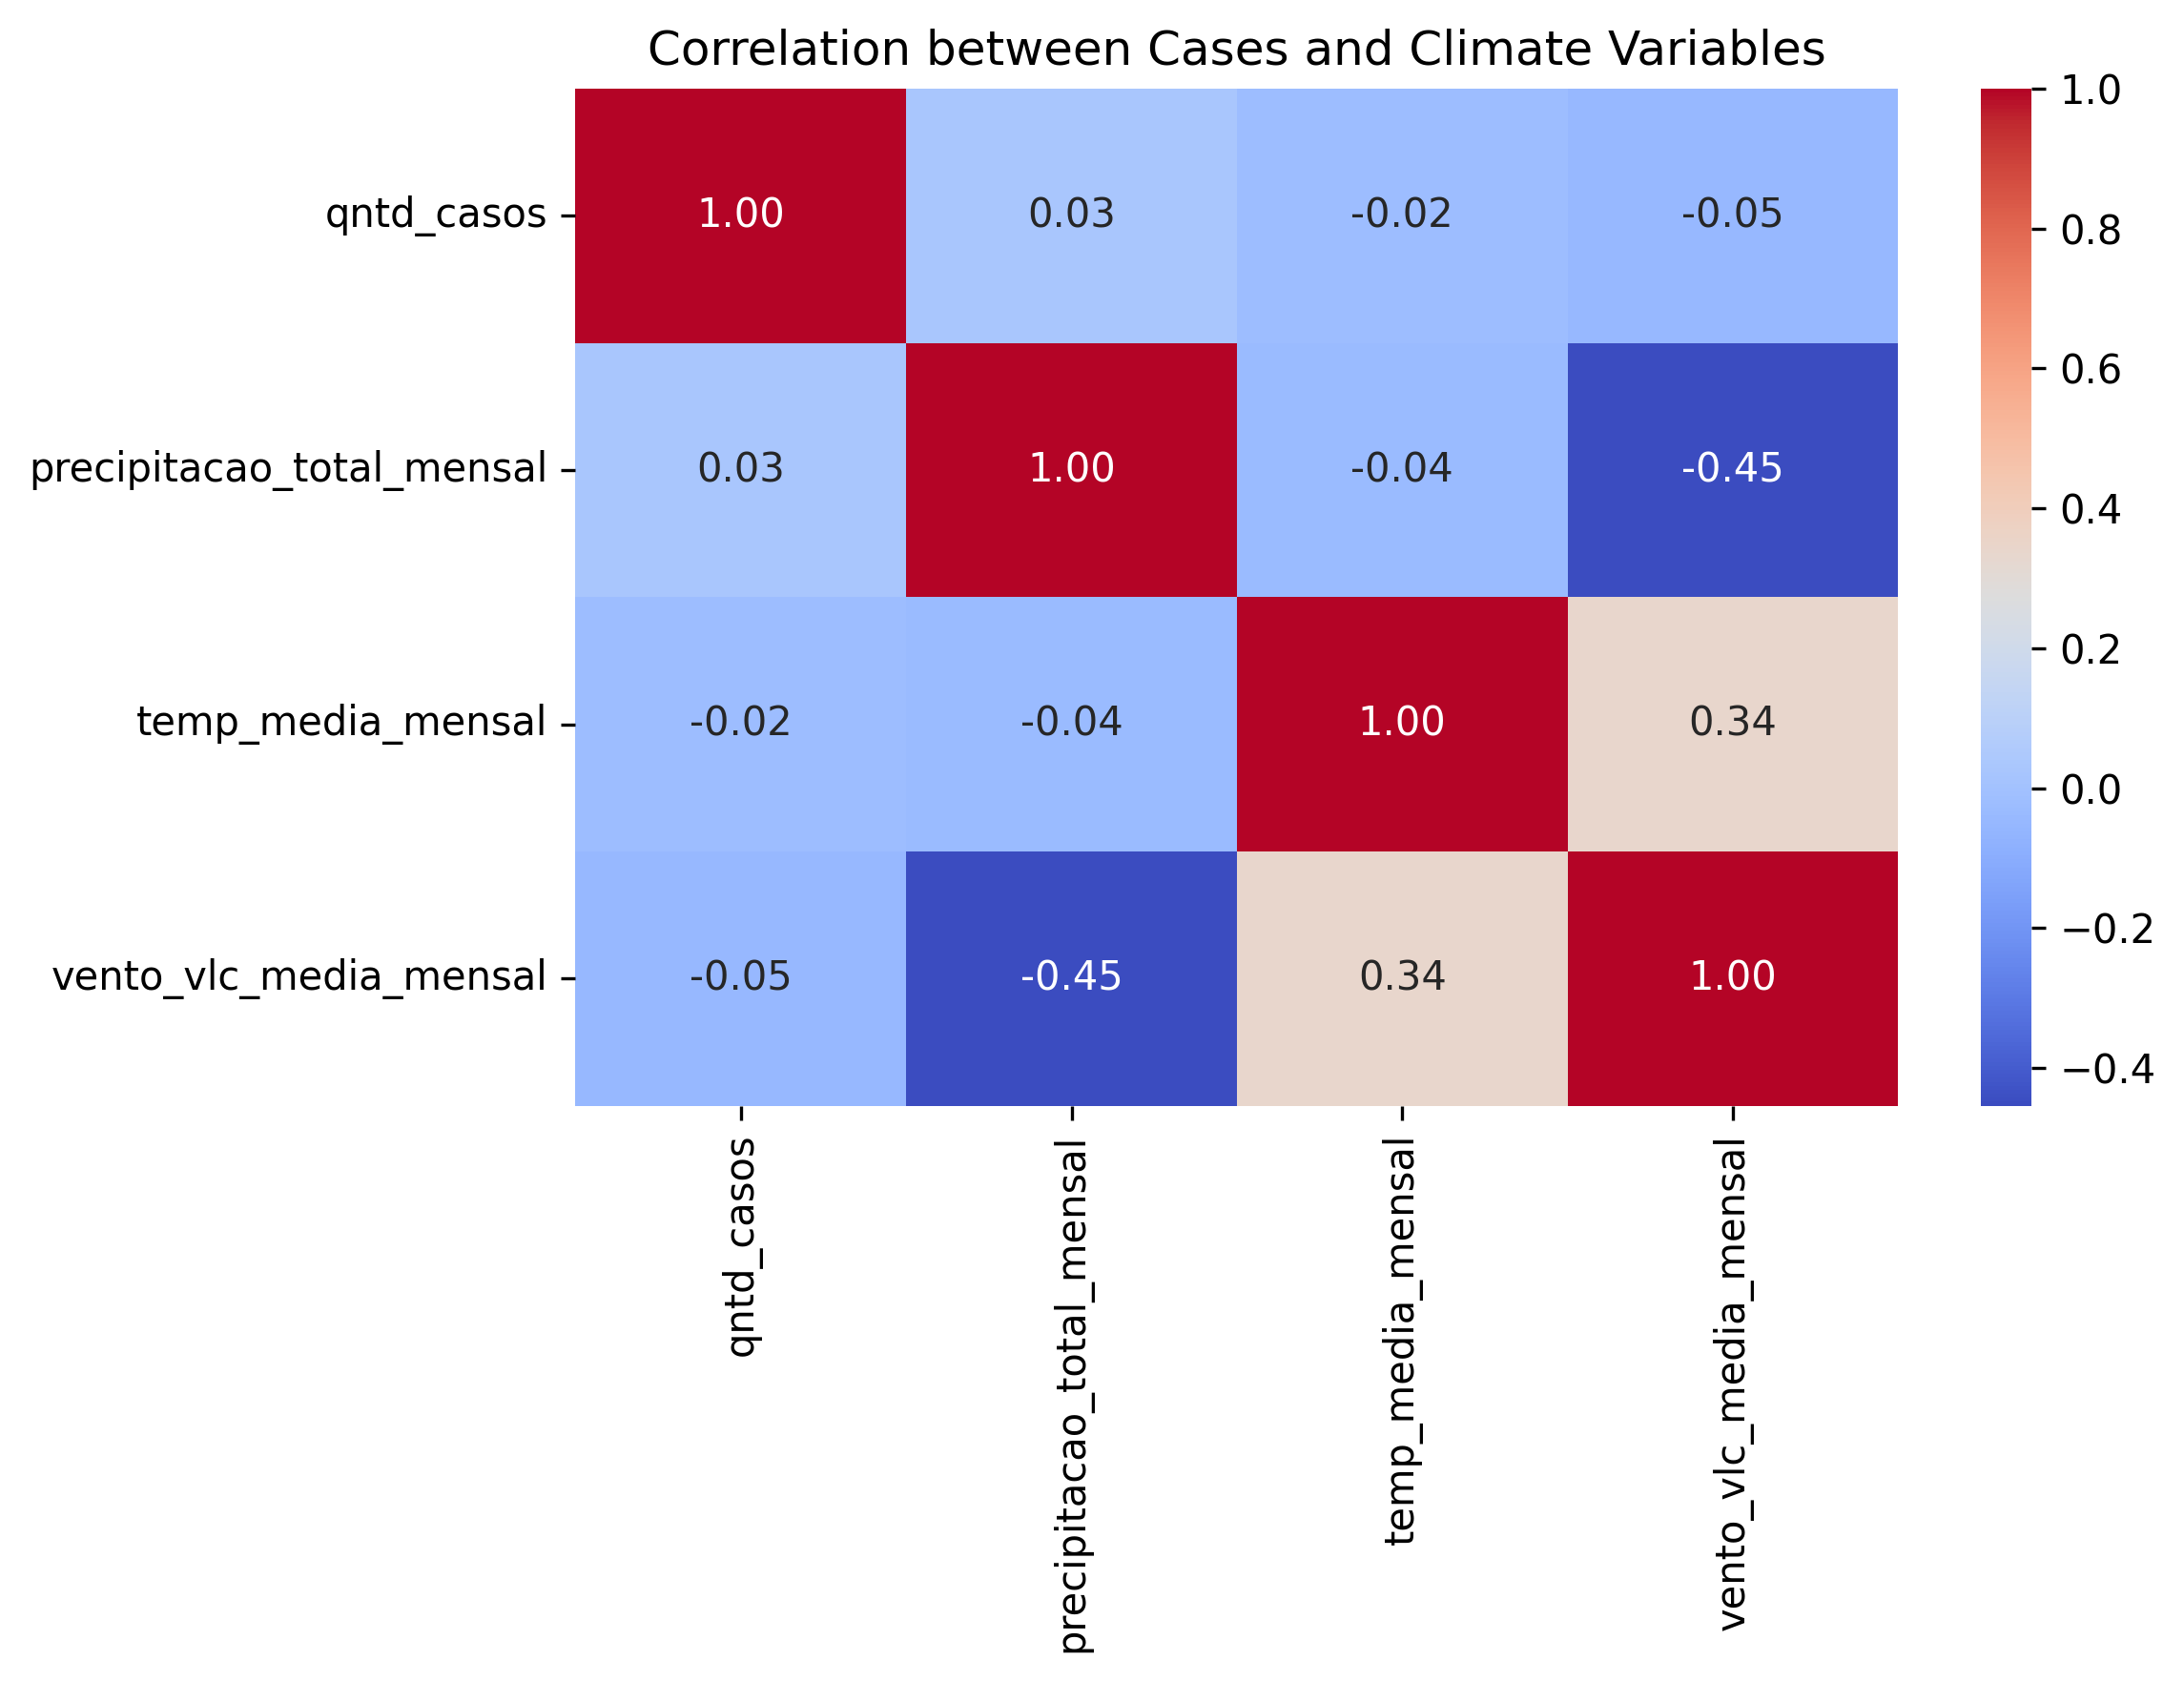 Correlation between Cases and Climate Variables
qntd_casos
1.00
0.03
-0.02
-0.05
precipitacao_total_mensal
0.03
1.00
-0.04
-0.45
temp_media_mensal
-0.02
-0.04
1.00
0.34
vento_vlc_media_mensal
-0.05
-0.45
0.34
1.00
qntd_casos
precipitacao_total_mensal
temp_media_mensal
vento_vlc_media_mensal
1.0
0.8
0.6
0.4
0.2
0.0
−0.2
−0.4